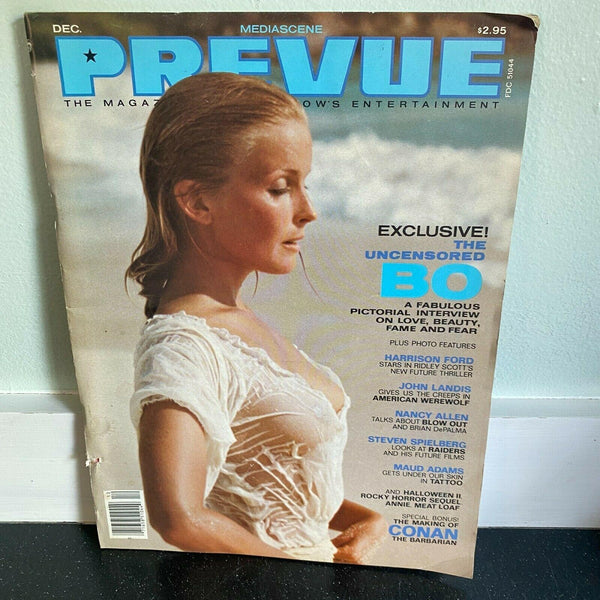 DEC.
MEDIASCENE
$2.95
PREVUE
THE MAGAZ OW'S ENTERTAINMENT
FDC 51044
EXCLUSIVE!
THE
UNCENSORED
BO
A FABULOUS
PICTORIAL INTERVIEW
ON LOVE, BEAUTY,
FAME AND FEAR
PLUS PHOTO FEATURES
HARRISON FORD
STARS IN RIDLEY SCOTT'S
NEW FUTURE THRILLER
JOHN LANDIS
GIVES US THE CREEPS IN
AMERICAN WEREWOLF
NANCY ALLEN
TALKS ABOUT BLOW OUT
AND BRIAN DePALMA
STEVEN SPIELBERG
LOOKS AT RAIDERS
AND HIS FUTURE FILMS
MAUD ADAMS
GETS UNDER OUR SKIN
IN TATTOO
AND HALLOWEEN II,
ROCKY HORROR SEQUEL
ANNIE, MEAT LOAF
SPECIAL BONUS!
THE MAKING OF
CONAN
THE BARBARIAN